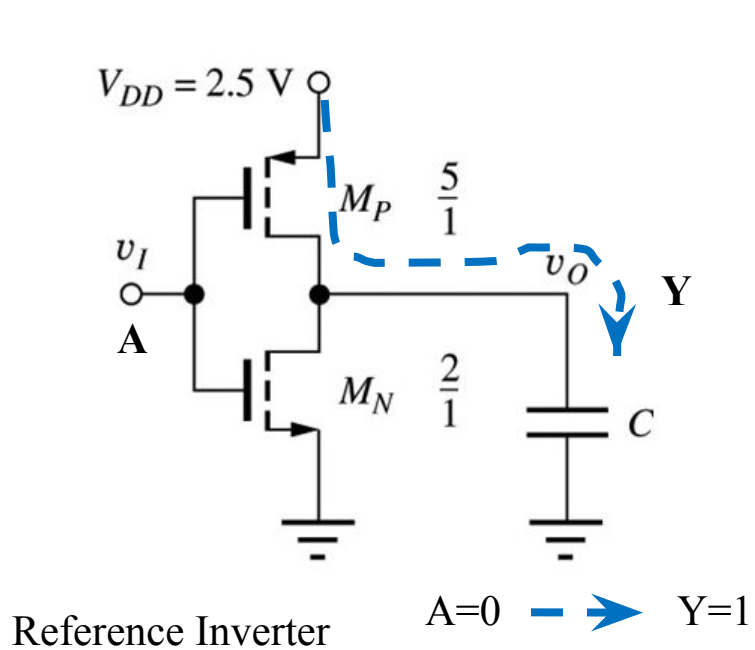 V_DD = 2.5 V
M_P 5/1
v_I
v_O
Y
A
M_N 2/1
C
A=0 Y=1
Reference Inverter